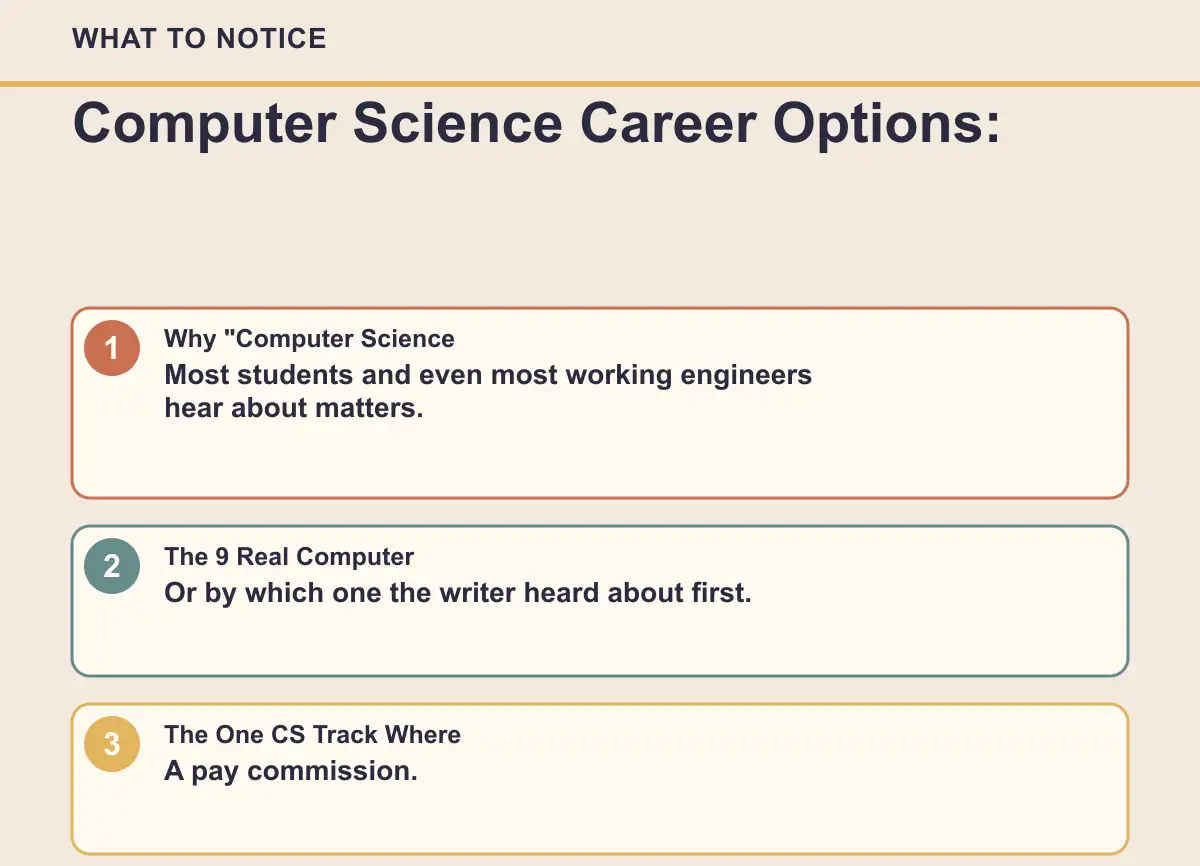 WHAT TO NOTICE
Computer Science Career Options:
1
Why "Computer Science
Most students and even most working engineers
hear about matters.
2
The 9 Real Computer
Or by which one the writer heard about first.
3
The One CS Track Where
A pay commission.